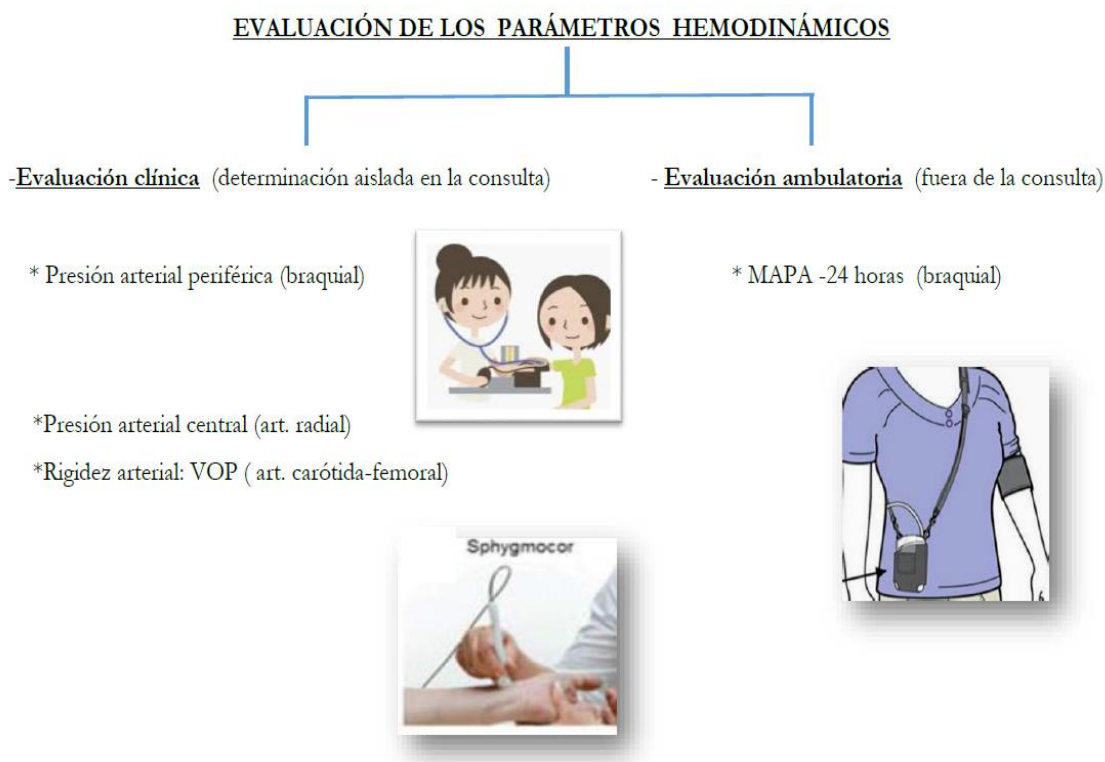 EVALUACIÓN DE LOS PARÁMETROS HEMODINÁMICOS
-Evaluación clínica (determinación aislada en la consulta)
- Evaluación ambulatoria (fuera de la consulta)
* Presión arterial periférica (braquial)
* MAPA -24 horas (braquial)
*Presión arterial central (art. radial)
*Rigidez arterial: VOP ( art. carótida-femoral)
Sphygmocor